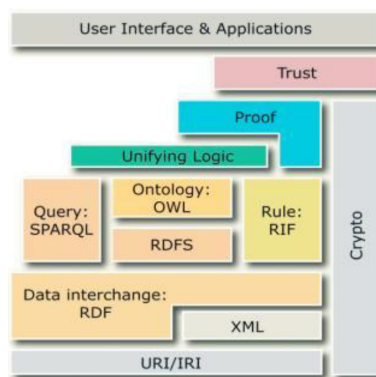 User Interface & Applications
Trust
Proof
Unifying Logic
Ontology:
OWL
Query:
SPARQL
Rule:
RIF
RDFS
Crypto
Data interchange:
RDF
XML
URI/IRI